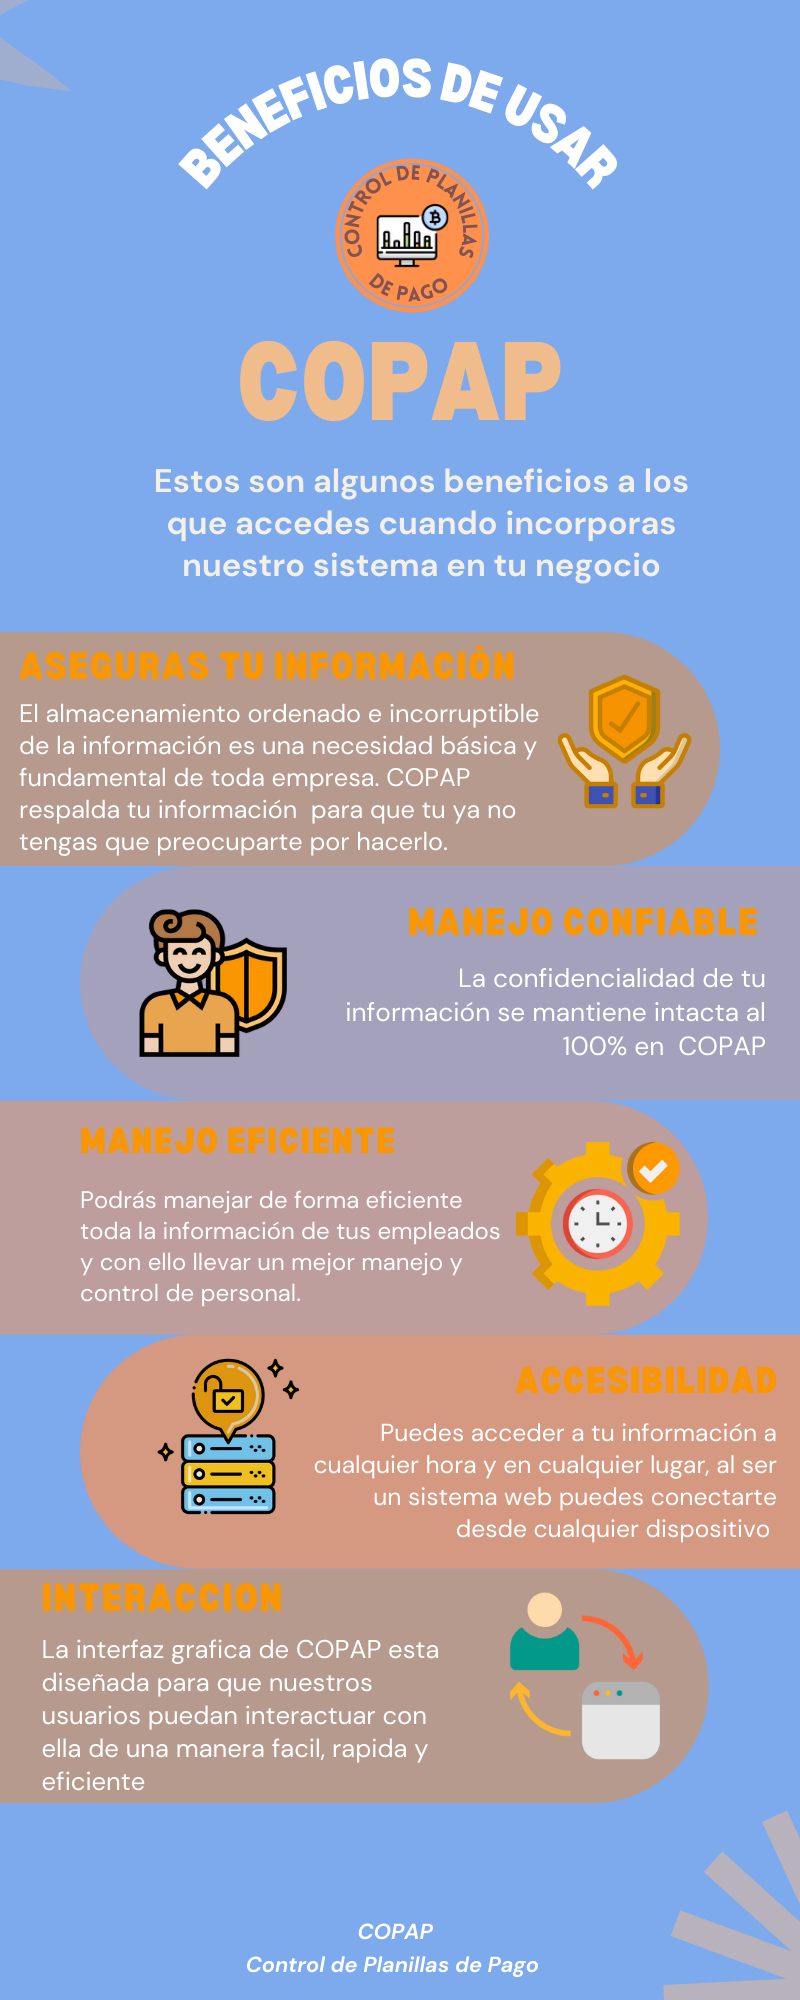 BENEFICIOS DE USAR
CONTROL DE PLANILLAS
DE PAGO
COPAP
Estos son algunos beneficios a los
que accedes cuando incorporas
nuestro sistema en tu negocio
ASEGURAS TU INFORMACIÒN
El almacenamiento ordenado e incorruptible
de la información es una necesidad básica y
fundamental de toda empresa. COPAP
respalda tu información para que tu ya no
tengas que preocuparte por hacerlo.
MANEJO CONFIABLE
La confidencialidad de tu
información se mantiene intacta al
100% en COPAP
MANEJO EFICIENTE
Podrás manejar de forma eficiente
toda la información de tus empleados
y con ello llevar un mejor manejo y
control de personal.
ACCESIBILIDAD
Puedes acceder a tu información a
cualquier hora y en cualquier lugar, al ser
un sistema web puedes conectarte
desde cualquier dispositivo
INTERACCION
La interfaz grafica de COPAP esta
diseñada para que nuestros
usuarios puedan interactuar con
ella de una manera facil, rapida y
eficiente
COPAP
Control de Planillas de Pago